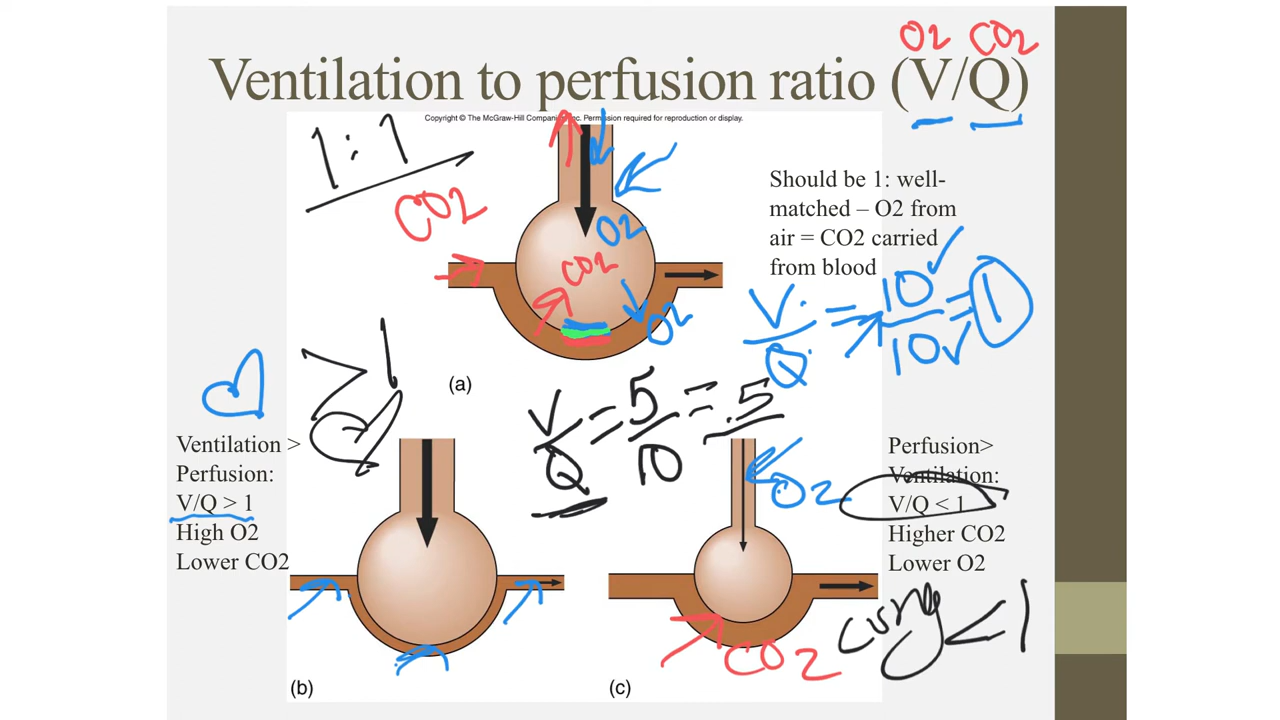 O2 CO2
Ventilation to perfusion ratio (V/Q)
Copyright © The McGraw-Hill Companies, Inc. Permission required for reproduction or display.
1:1
CO2
O2
CO2
O2
Should be 1: well-
matched – O2 from
air = CO2 carried
from blood
V/Q = 10/10 = 1
(a)
>1
V/Q = 5/10 = .5
Ventilation >
Perfusion:
V/Q > 1
High O2
Lower CO2
O2
Perfusion>
Ventilation:
V/Q < 1
Higher CO2
Lower O2
CO2
<1
(b)
(c)